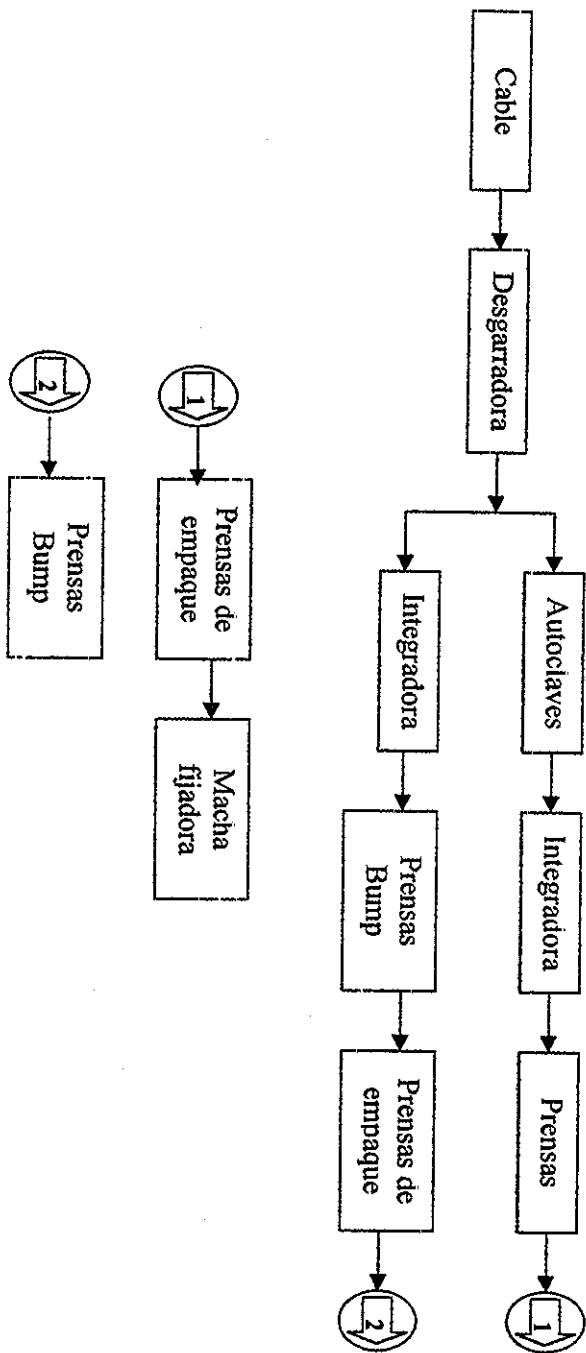 Cable
Desgarradora
Autoclaves
Integradora
Prensas
1
Integradora
Prensas
Bump
Prensas de
empaque
2
1
Prensas de
empaque
Macha
fijadora
2
Prensas
Bump